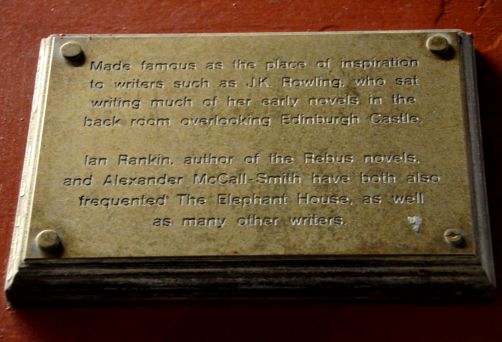 Made famous as the place of inspiration
to writers such as J.K. Rowling, who sat
writing much of her early novels in the
back room overlooking Edinburgh Castle.
Ian Rankin, author of the Rebus novels,
and Alexander McCall-Smith have both also
frequented The Elephant House, as well
as many other writers.